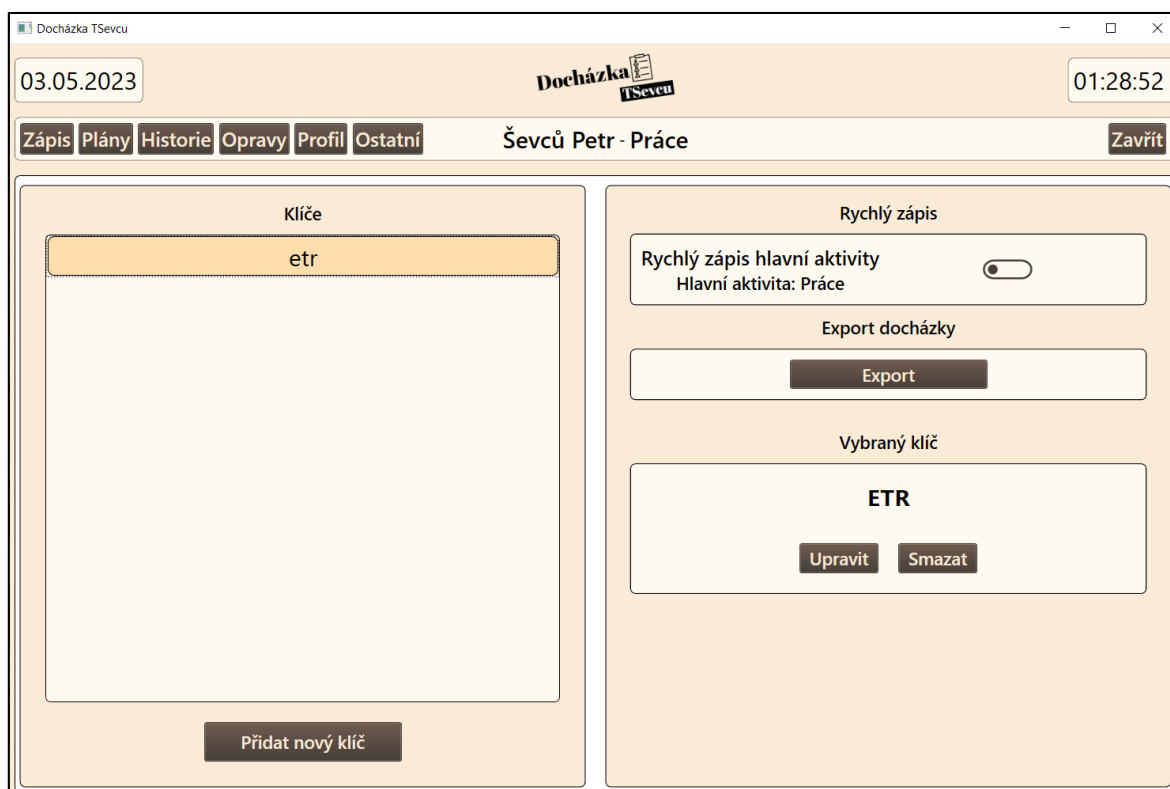 Docházka TSevcu
03.05.2023
Docházka
TSevcu
01:28:52
Zápis Plány Historie Opravy Profil Ostatní
Ševců Petr - Práce
Zavřít
Klíče
etr
Přidat nový klíč
Rychlý zápis
Rychlý zápis hlavní aktivity
Hlavní aktivita: Práce
Export docházky
Export
Vybraný klíč
ETR
Upravit Smazat